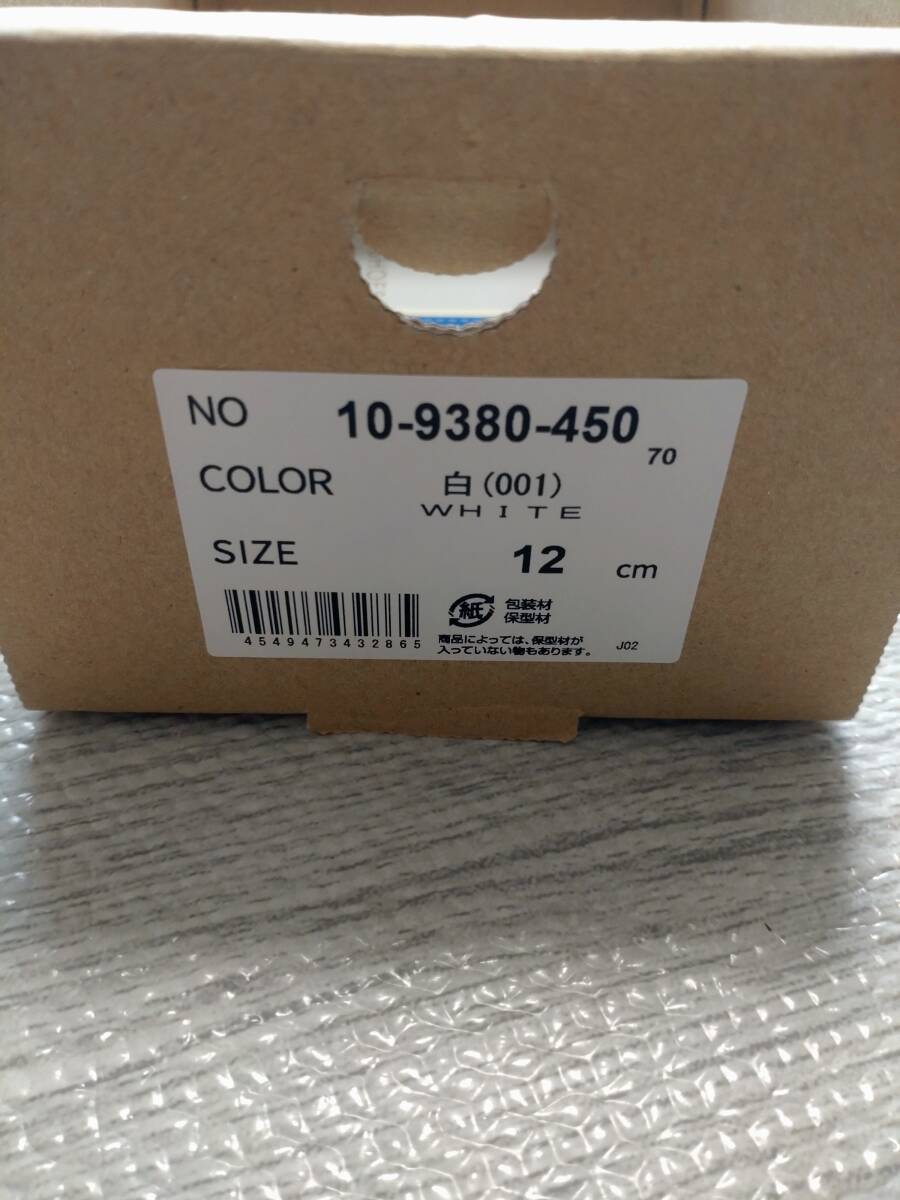 NO 10-9380-450
70
COLOR 白(001)
WHITE
SIZE 12 cm
4549473432865
紙 包装材
保型材
商品によっては、保型材が
入っていない物もあります。
J02